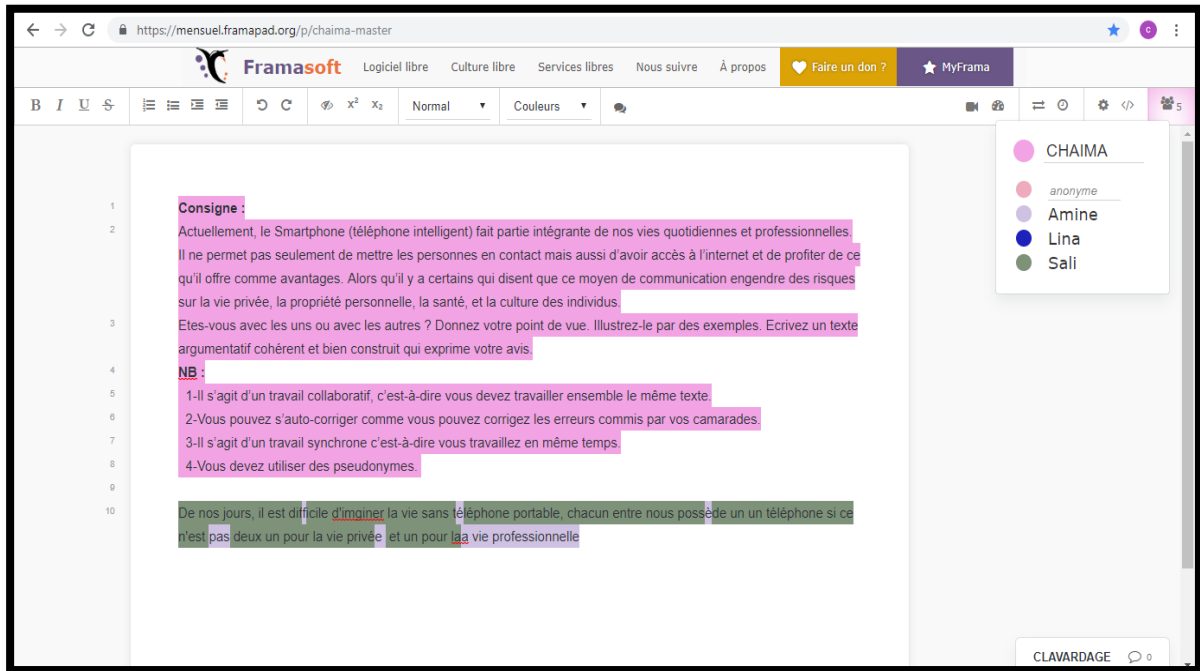 https://mensuel.framapad.org/p/chaima-master
C
Framasoft Logiciel libre Culture libre Services libres Nous suivre À propos Faire un don ? MyFrama
B I U S x² x₂ Normal Couleurs 5
CHAIMA
anonyme
Amine
Lina
Sali
1 Consigne :
2 Actuellement, le Smartphone (téléphone intelligent) fait partie intégrante de nos vies quotidiennes et professionnelles.
Il ne permet pas seulement de mettre les personnes en contact mais aussi d'avoir accès à l'internet et de profiter de ce
qu'il offre comme avantages. Alors qu'il y a certains qui disent que ce moyen de communication engendre des risques
sur la vie privée, la propriété personnelle, la santé, et la culture des individus.
3 Etes-vous avec les uns ou avec les autres ? Donnez votre point de vue. Illustrez-le par des exemples. Ecrivez un texte
argumentatif cohérent et bien construit qui exprime votre avis.
4 NB :
5 1-Il s'agit d'un travail collaboratif, c'est-à-dire vous devez travailler ensemble le même texte.
6 2-Vous pouvez s'auto-corriger comme vous pouvez corrigez les erreurs commis par vos camarades.
7 3-Il s'agit d'un travail synchrone c'est-à-dire vous travaillez en même temps.
8 4-Vous devez utiliser des pseudonymes.
9
10 De nos jours, il est difficile d'imginer la vie sans téléphone portable, chacun entre nous possède un un téléphone si ce
n'est pas deux un pour la vie privée et un pour laa vie professionnelle
CLAVARDAGE 0